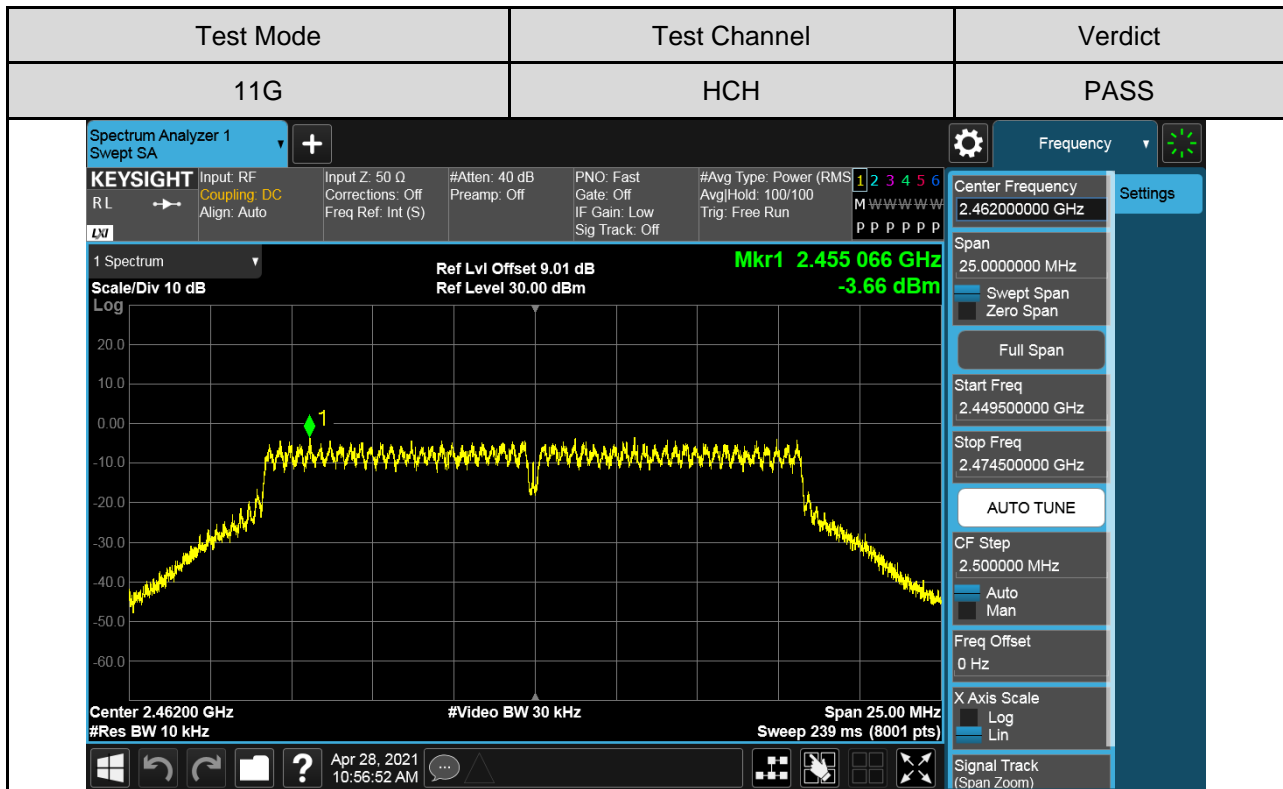 Test Mode Test Channel Verdict
11G HCH PASS
Spectrum Analyzer 1
Swept SA
Frequency
KEYSIGHT
RL
LXI
Input: RF
Coupling: DC
Align: Auto
Input Z: 50 Ω
Corrections: Off
Freq Ref: Int (S)
#Atten: 40 dB
Preamp: Off
PNO: Fast
Gate: Off
IF Gain: Low
Sig Track: Off
#Avg Type: Power (RMS
Avg|Hold: 100/100
Trig: Free Run
1 2 3 4 5 6
M W W W W W
P P P P P P
1 Spectrum
Scale/Div 10 dB
Ref Lvl Offset 9.01 dB
Ref Level 30.00 dBm
Mkr1 2.455 066 GHz
-3.66 dBm
Log
20.0
10.0
0.00
-10.0
-20.0
-30.0
-40.0
-50.0
-60.0
1
Center 2.46200 GHz
#Res BW 10 kHz
#Video BW 30 kHz
Span 25.00 MHz
Sweep 239 ms (8001 pts)
?
Apr 28, 2021
10:56:52 AM
Center Frequency
2.462000000 GHz
Settings
Span
25.0000000 MHz
Swept Span
Zero Span
Full Span
Start Freq
2.449500000 GHz
Stop Freq
2.474500000 GHz
AUTO TUNE
CF Step
2.500000 MHz
Auto
Man
Freq Offset
0 Hz
X Axis Scale
Log
Lin
Signal Track
(Span Zoom)